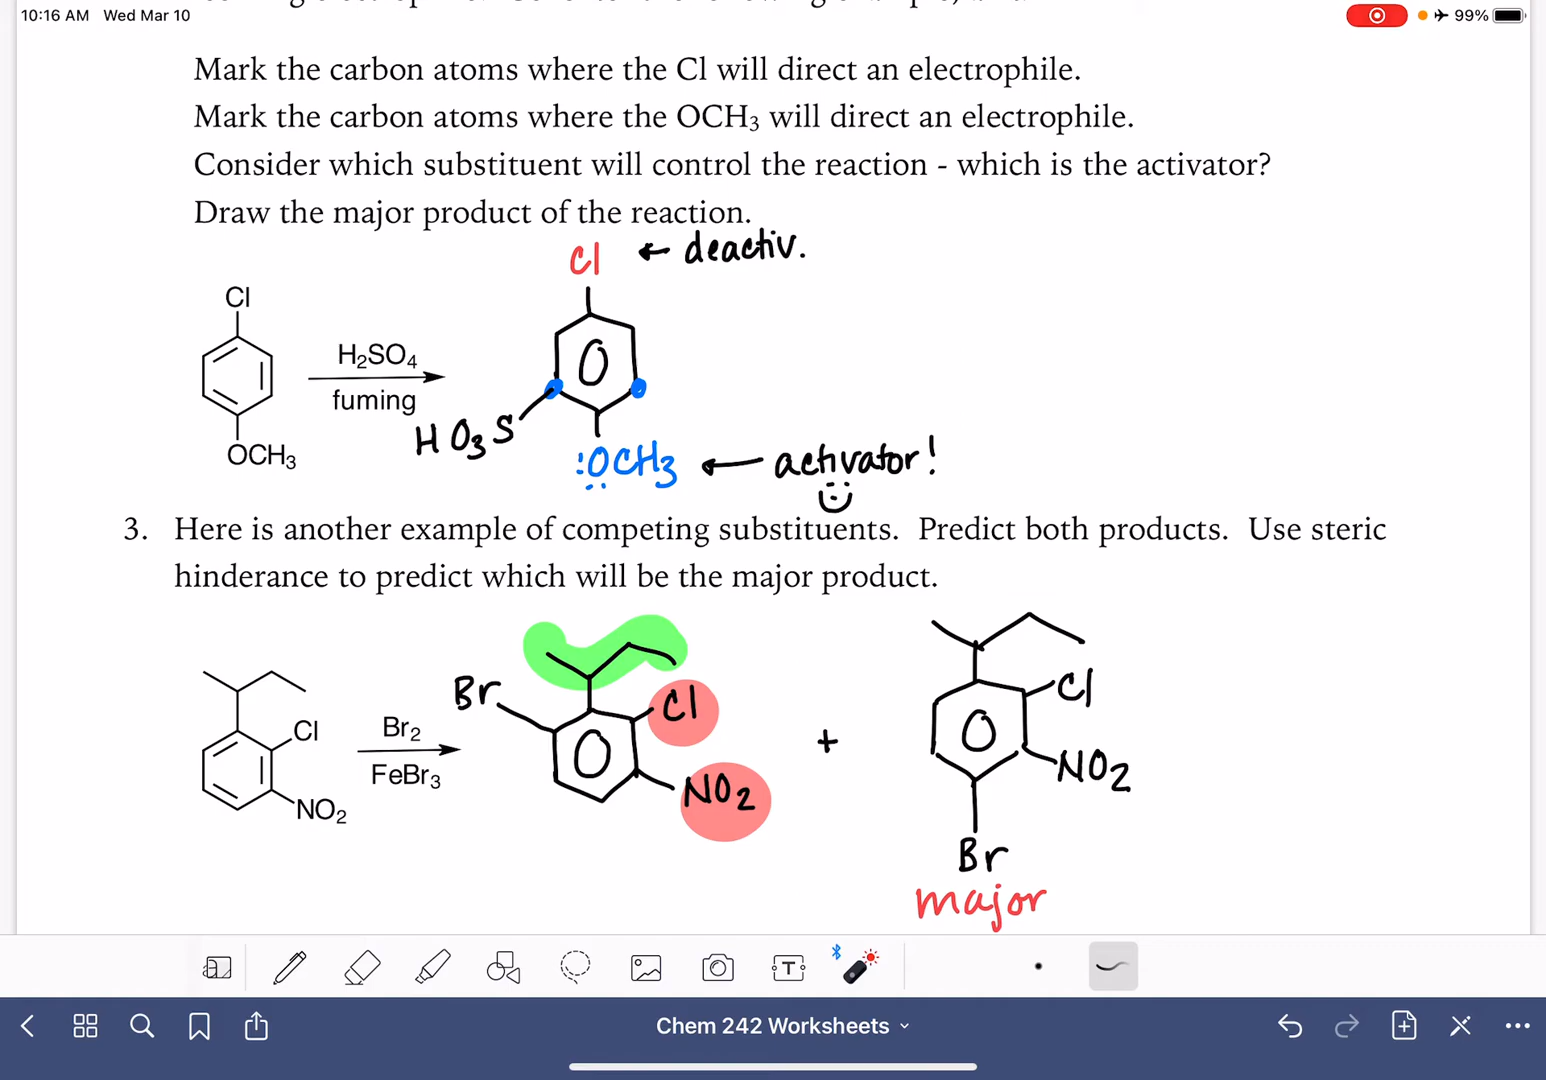 10:16 AM Wed Mar 10
99%
Mark the carbon atoms where the Cl will direct an electrophile.
Mark the carbon atoms where the OCH₃ will direct an electrophile.
Consider which substituent will control the reaction - which is the activator?
Draw the major product of the reaction.
Cl ← deactiv.
Cl
H₂SO₄
fuming
HO₃S
OCH₃
:OCH₃ ← activator!
3. Here is another example of competing substituents. Predict both products. Use steric
hinderance to predict which will be the major product.
Br
Cl
Cl
Cl
Br₂
+
FeBr₃
NO₂
NO₂
NO₂
Br
major
T
Chem 242 Worksheets